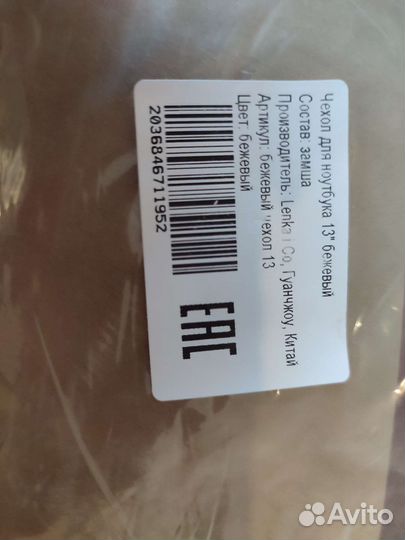 Чехол для ноутбука 13" бежевый
Состав: замша
Производитель: Lenka i Co, Гуанчжоу, Китай
Артикул: бежевый чехол 13
Цвет: бежевый
2036846711952
EAC
Avito